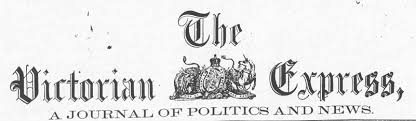 The
Victorian Express,
A JOURNAL OF POLITICS AND NEWS.